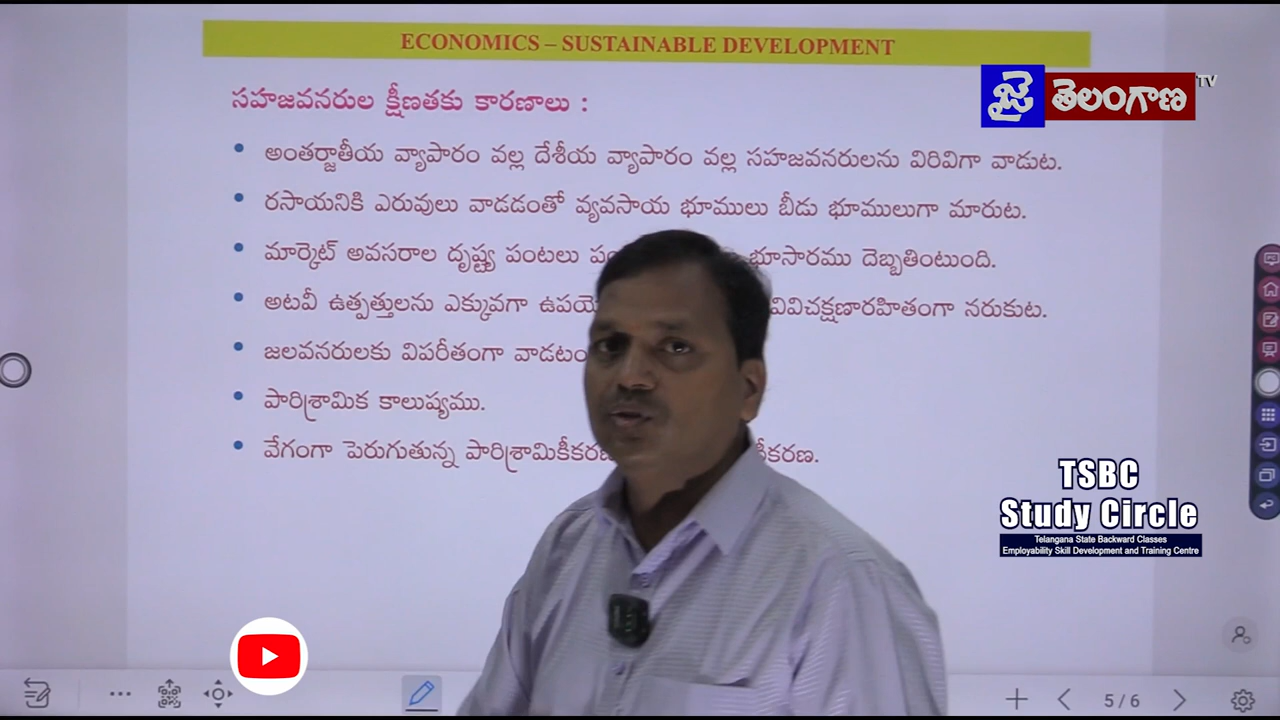 ECONOMICS – SUSTAINABLE DEVELOPMENT
జై తెలంగాణ TV
సహజవనరుల క్షీణతకు కారణాలు :
• అంతర్జాతీయ వ్యాపారం వల్ల దేశీయ వ్యాపారం వల్ల సహజవనరులను విరివిగా వాడుట.
• రసాయనికి ఎరువులు వాడడంతో వ్యవసాయ భూములు బీడు భూములుగా మారుట.
• మార్కెట్ అవసరాల దృష్ట్య పంటలు భూసారము దెబ్బతింటుంది.
• అటవీ ఉత్పత్తులను ఎక్కువగా వివిచక్షణారహితంగా నరుకుట.
• జలవనరులకు విపరీతంగా వాడటం
• పారిశ్రామిక కాలుష్యము.
• వేగంగా పెరుగుతున్న పారిశ్రామికీకరణ కీకరణ.
TSBC
Study Circle
Telangana State Backward Classes
Employability Skill Development and Training Centre
5 / 6